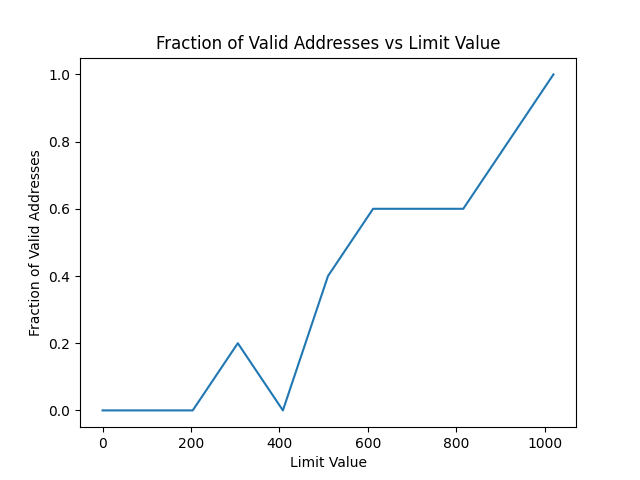 Fraction of Valid Addresses vs Limit Value
1.0
0.8
0.6
0.4
0.2
0.0
Fraction of Valid Addresses
0 200 400 600 800 1000
Limit Value